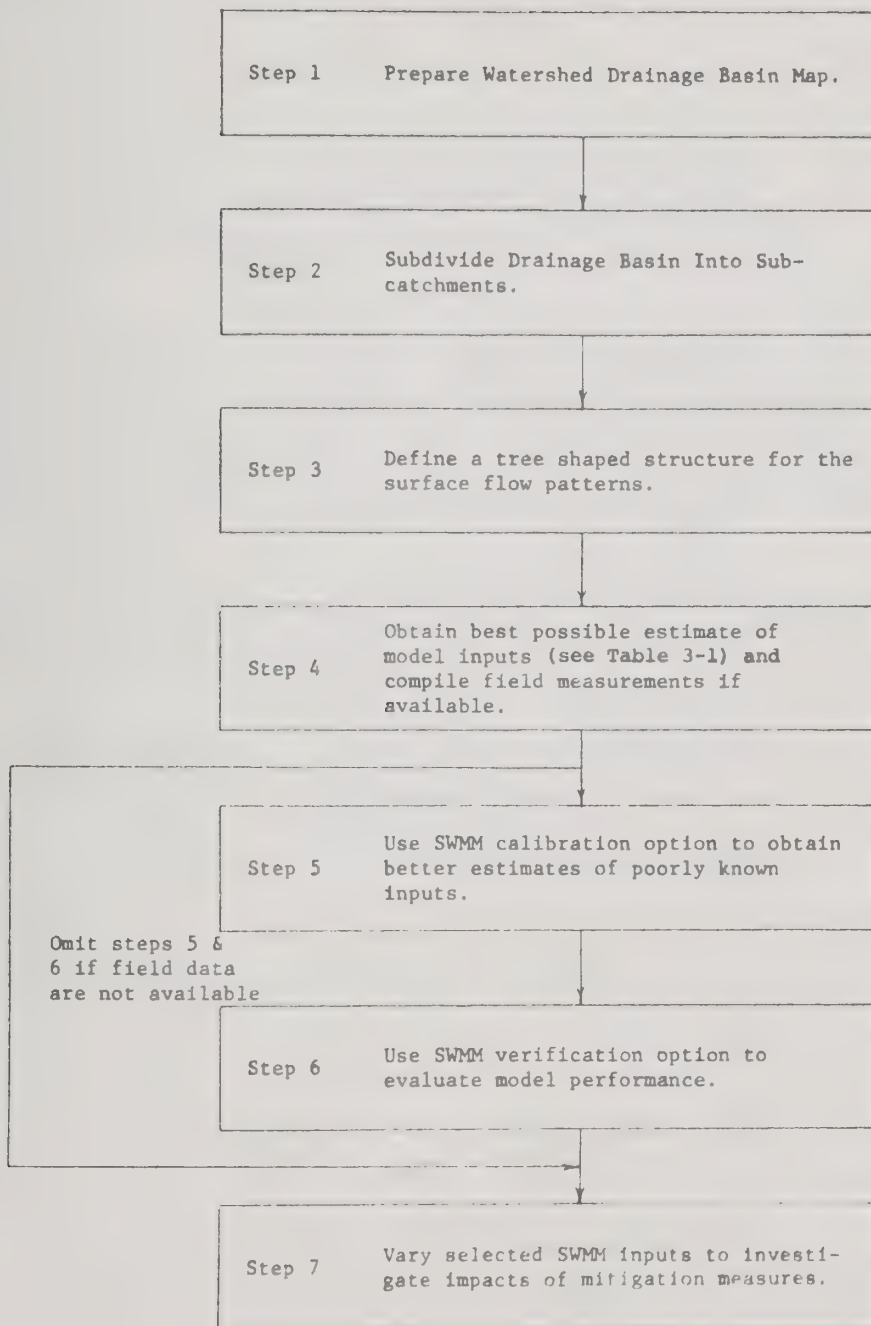 Step 1 Prepare Watershed Drainage Basin Map.
Step 2 Subdivide Drainage Basin Into Sub-
catchments.
Step 3 Define a tree shaped structure for the
surface flow patterns.
Step 4 Obtain best possible estimate of
model inputs (see Table 3-1) and
compile field measurements if
available.
Step 5 Use SWMM calibration option to obtain
better estimates of poorly known
inputs.
Omit steps 5 &
6 if field data
are not available
Step 6 Use SWMM verification option to
evaluate model performance.
Step 7 Vary selected SWMM inputs to investi-
gate impacts of mitigation measures.